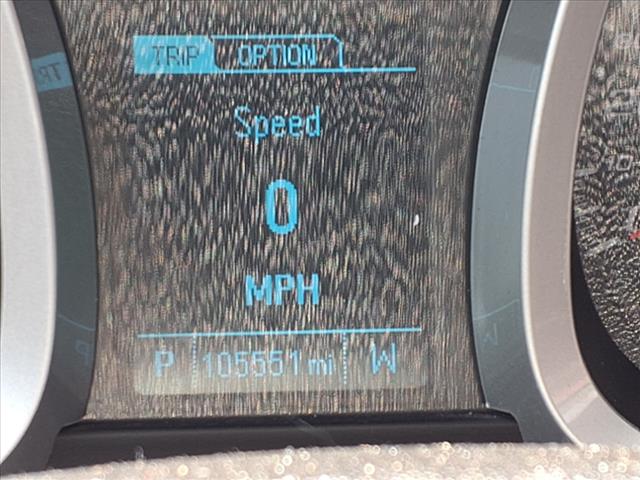 TRIP OPTION
Speed
0
MPH
P 105551 mi W